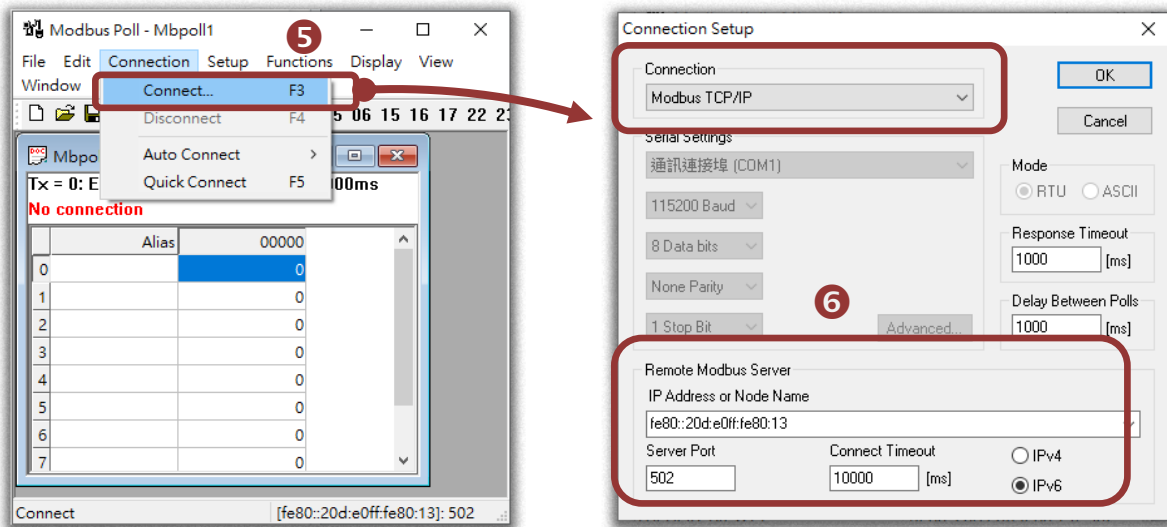 Modbus Poll - Mbpoll1
5
File Edit Connection Setup Functions Display View
Window
Connect... F3
Disconnect F4
Auto Connect
Quick Connect F5
5 06 15 16 17 22 23
Mbpo
Tx = 0: E 00ms
No connection
Alias 00000
0 0
1 0
2 0
3 0
4 0
5 0
6 0
7 0
Connect [fe80::20d:e0ff:fe80:13]: 502
Connection Setup
Connection
Modbus TCP/IP
OK
Cancel
Serial Settings
通訊連接埠 (COM1)
115200 Baud
8 Data bits
None Parity
1 Stop Bit
Advanced...
Mode
RTU ASCII
Response Timeout
1000 [ms]
Delay Between Polls
1000 [ms]
6
Remote Modbus Server
IP Address or Node Name
fe80::20d:e0ff:fe80:13
Server Port
502
Connect Timeout
10000 [ms]
IPv4
IPv6